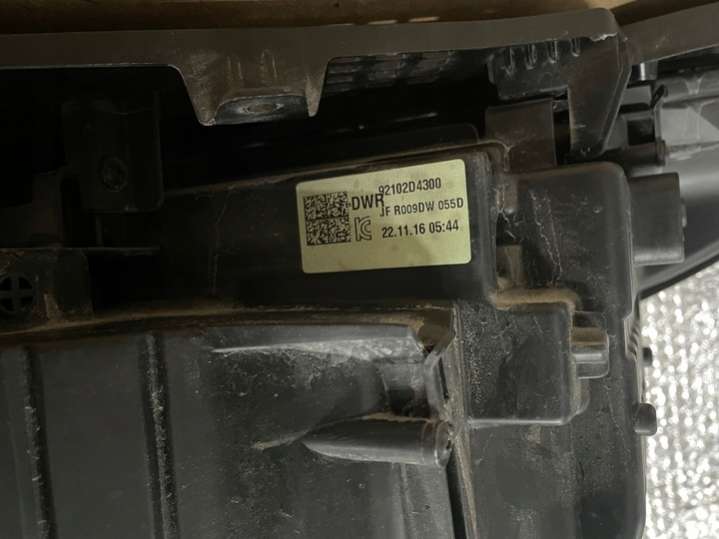 92102D4300
DWR
JF R009DW 055D
22.11.16 05:44